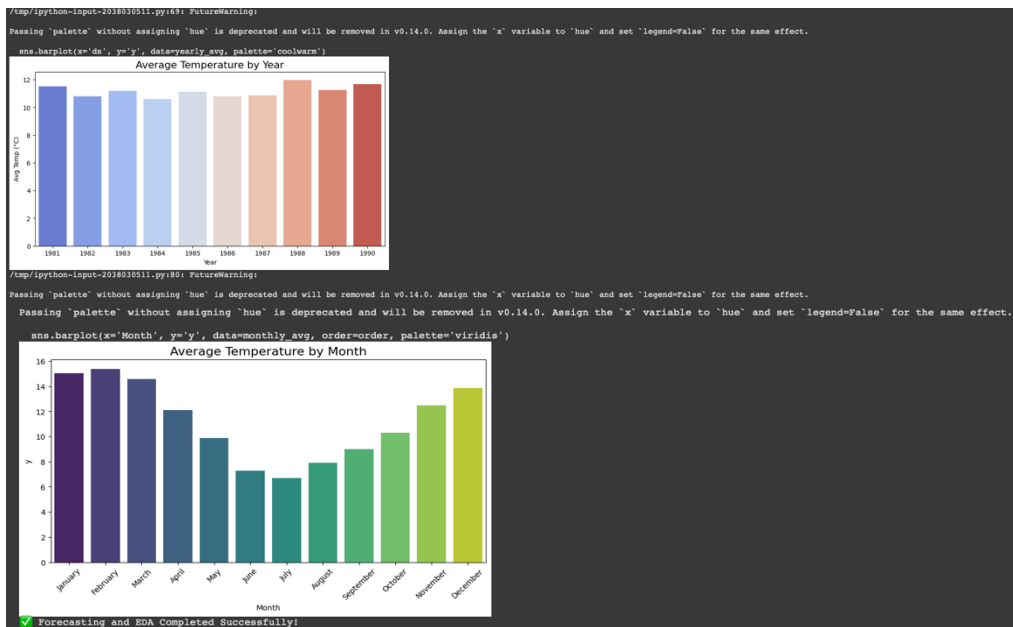 /tmp/ipython-input-2038030511.py:69: FutureWarning:
Passing `palette` without assigning `hue` is deprecated and will be removed in v0.14.0. Assign the `x` variable to `hue` and set `legend=False` for the same effect.
sns.barplot(x='ds', y='y', data=yearly_avg, palette='coolwarm')
Average Temperature by Year
12
10
8
6
4
2
0
Avg Temp (°C)
1981 1982 1983 1984 1985 1986 1987 1988 1989 1990
Year
/tmp/ipython-input-2038030511.py:80: FutureWarning:
Passing `palette` without assigning `hue` is deprecated and will be removed in v0.14.0. Assign the `x` variable to `hue` and set `legend=False` for the same effect.
Passing `palette` without assigning `hue` is deprecated and will be removed in v0.14.0. Assign the `x` variable to `hue` and set `legend=False` for the same effect.
sns.barplot(x='Month', y='y', data=monthly_avg, order=order, palette='viridis')
Average Temperature by Month
16
14
12
10
8
6
4
2
0
y
January February March April May June July August September October November December
Month
✅ Forecasting and EDA Completed Successfully!